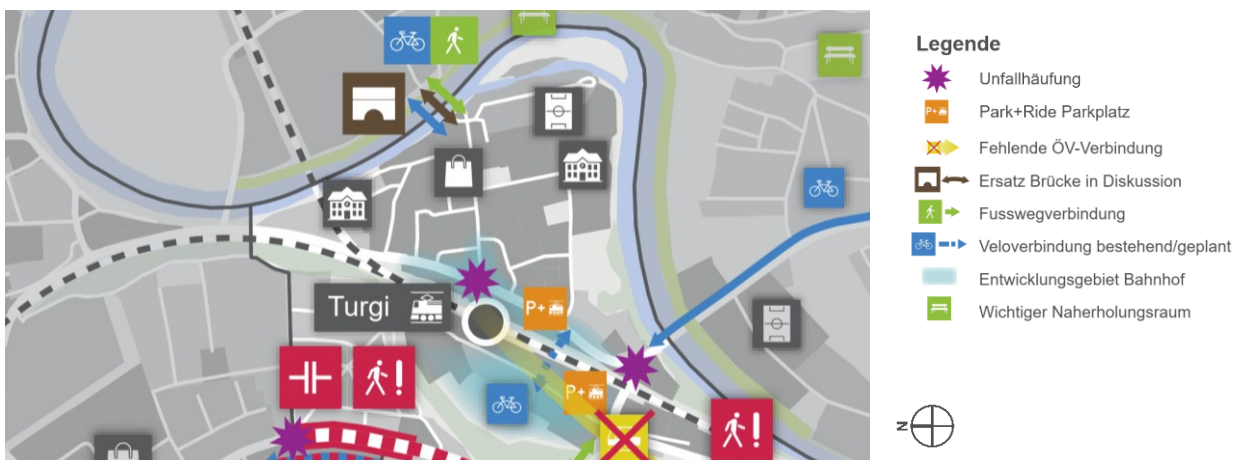 Turgi
P+
P+
Legende
Unfallhäufung
P+
Park+Ride Parkplatz
Fehlende ÖV-Verbindung
Ersatz Brücke in Diskussion
Fusswegverbindung
Veloverbindung bestehend/geplant
Entwicklungsgebiet Bahnhof
Wichtiger Naherholungsraum
N